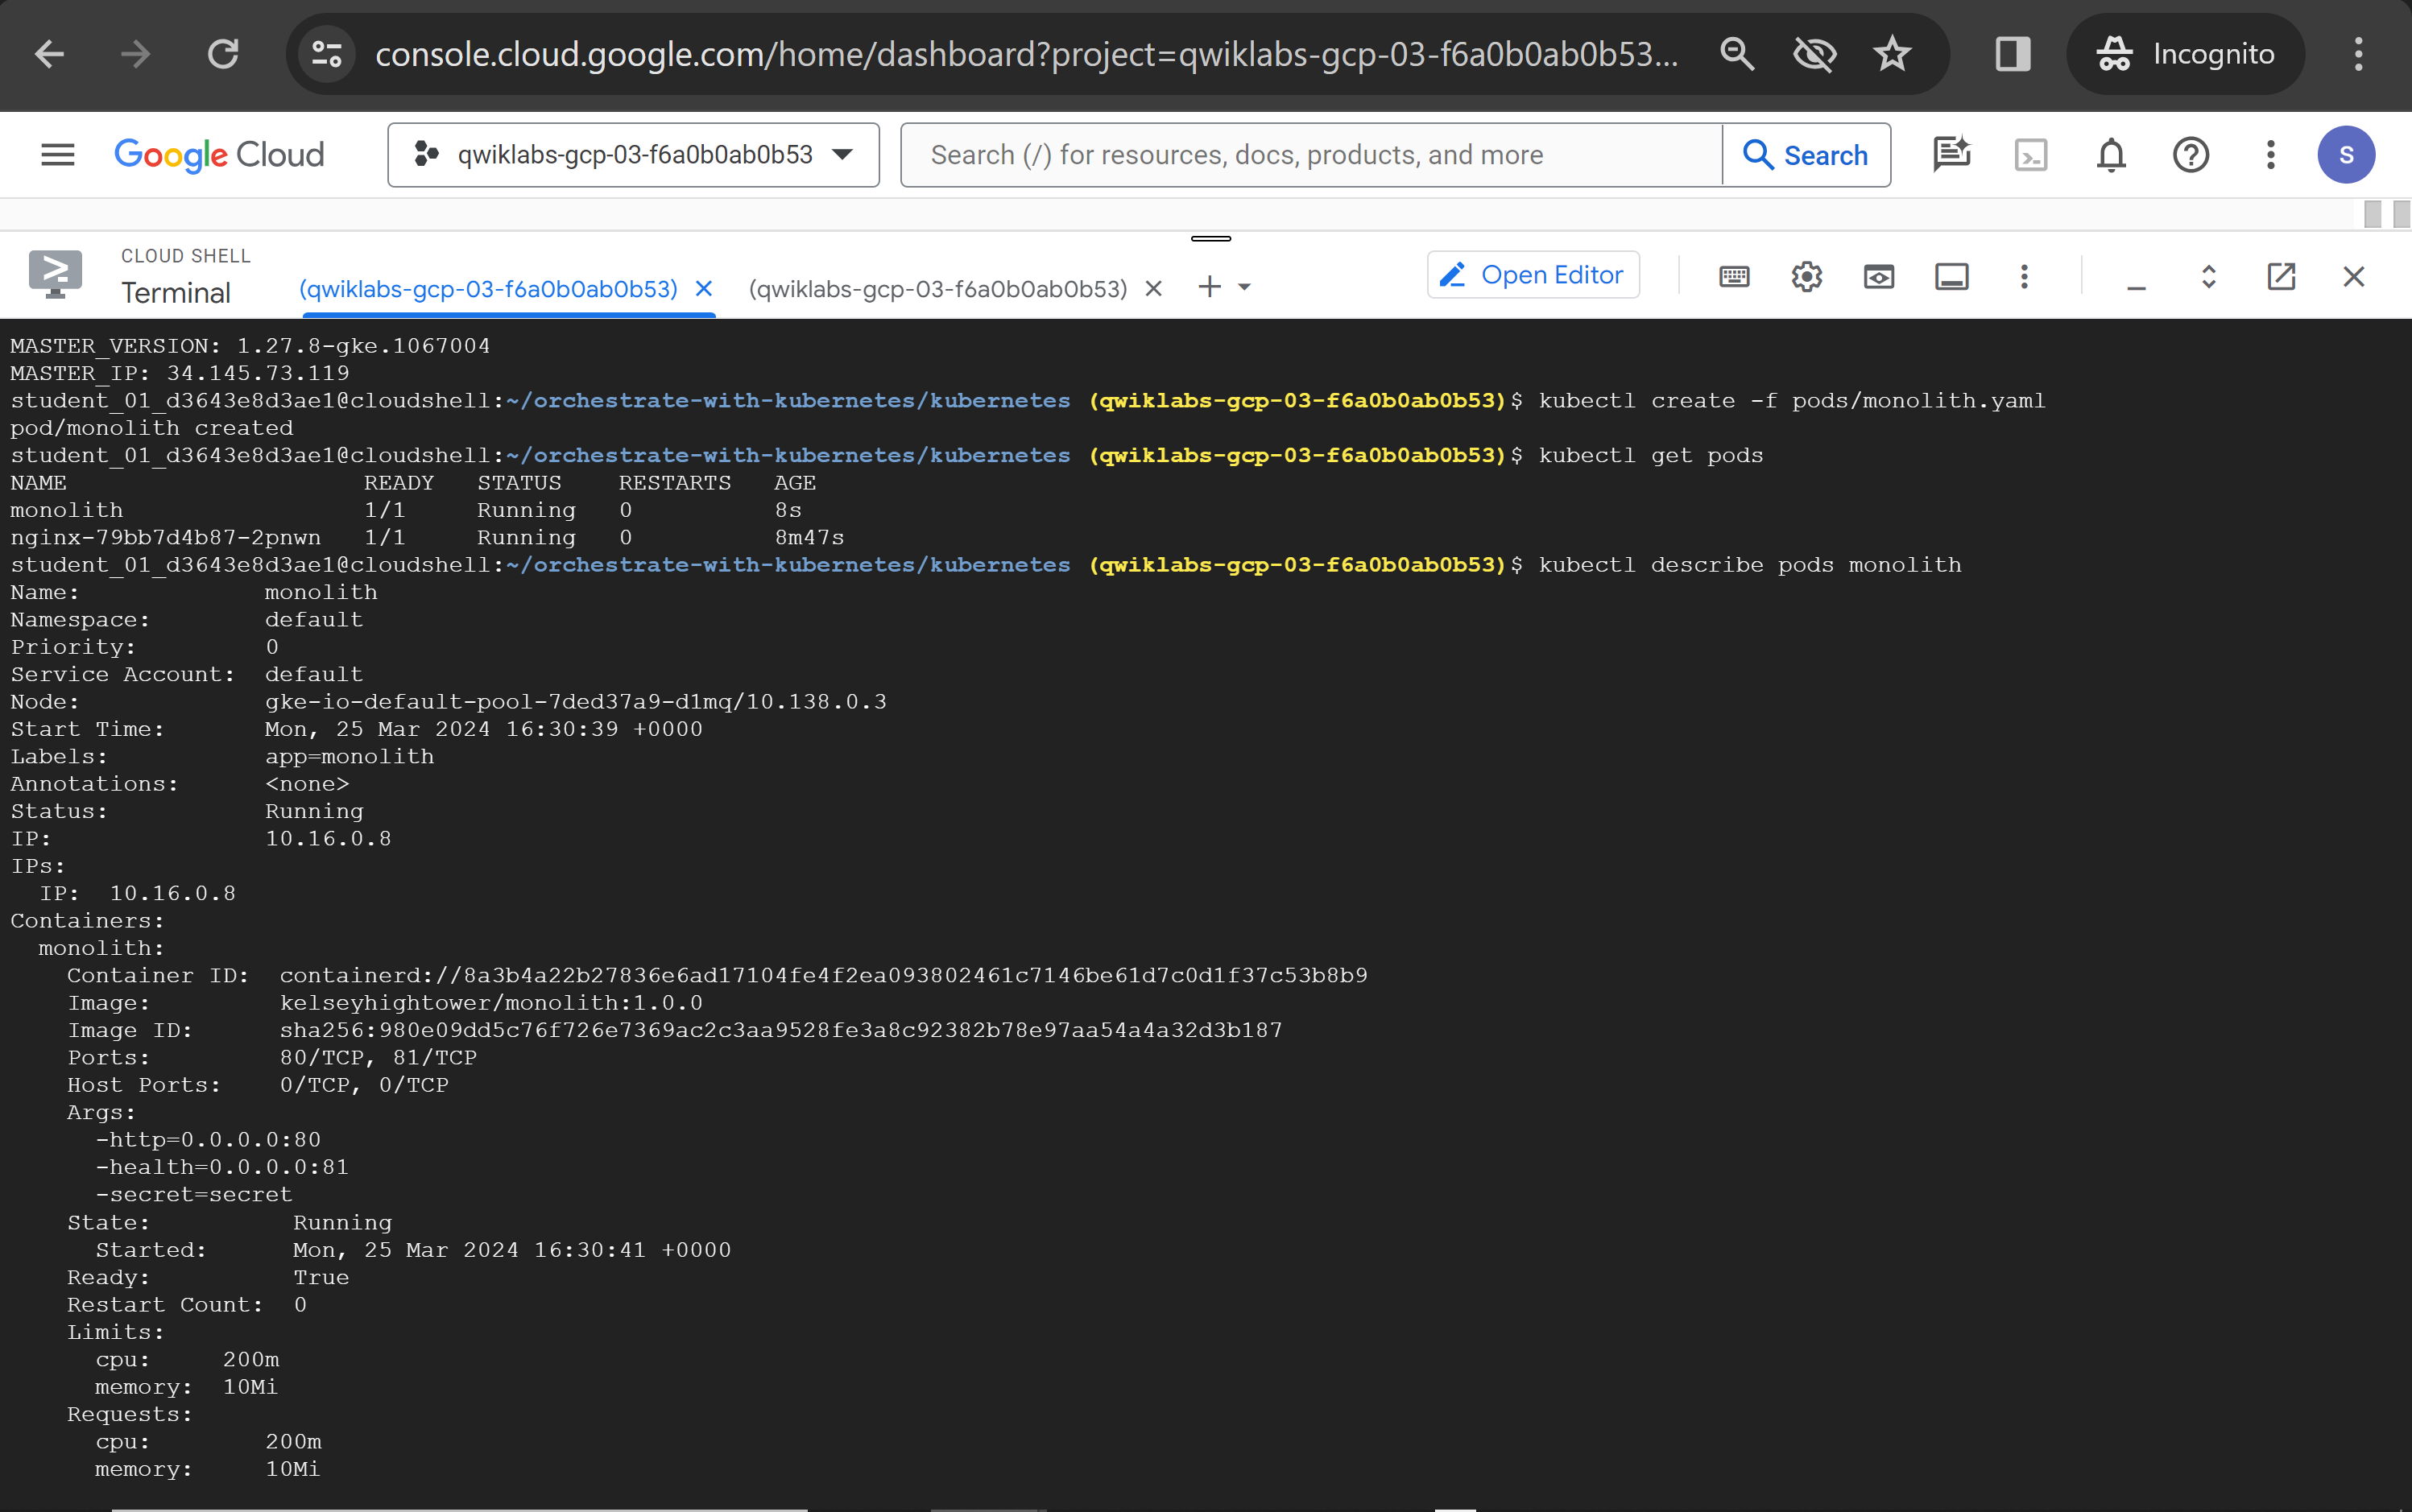 console.cloud.google.com/home/dashboard?project=qwiklabs-gcp-03-f6a0b0ab0b53...
Incognito
Google Cloud
qwiklabs-gcp-03-f6a0b0ab0b53
Search (/) for resources, docs, products, and more
Search
S
CLOUD SHELL
Terminal
(qwiklabs-gcp-03-f6a0b0ab0b53)
(qwiklabs-gcp-03-f6a0b0ab0b53)
Open Editor
MASTER_VERSION: 1.27.8-gke.1067004
MASTER_IP: 34.145.73.119
student_01_d3643e8d3ae1@cloudshell:~/orchestrate-with-kubernetes/kubernetes (qwiklabs-gcp-03-f6a0b0ab0b53)$ kubectl create -f pods/monolith.yaml
pod/monolith created
student_01_d3643e8d3ae1@cloudshell:~/orchestrate-with-kubernetes/kubernetes (qwiklabs-gcp-03-f6a0b0ab0b53)$ kubectl get pods
NAME                     READY   STATUS    RESTARTS   AGE
monolith                 1/1     Running   0          8s
nginx-79bb7d4b87-2pnwn   1/1     Running   0          8m47s
student_01_d3643e8d3ae1@cloudshell:~/orchestrate-with-kubernetes/kubernetes (qwiklabs-gcp-03-f6a0b0ab0b53)$ kubectl describe pods monolith
Name:             monolith
Namespace:        default
Priority:         0
Service Account:  default
Node:             gke-io-default-pool-7ded37a9-d1mq/10.138.0.3
Start Time:       Mon, 25 Mar 2024 16:30:39 +0000
Labels:           app=monolith
Annotations:      <none>
Status:           Running
IP:               10.16.0.8
IPs:
  IP:  10.16.0.8
Containers:
  monolith:
    Container ID:  containerd://8a3b4a22b27836e6ad17104fe4f2ea093802461c7146be61d7c0d1f37c53b8b9
    Image:         kelseyhightower/monolith:1.0.0
    Image ID:      sha256:980e09dd5c76f726e7369ac2c3aa9528fe3a8c92382b78e97aa54a4a32d3b187
    Ports:         80/TCP, 81/TCP
    Host Ports:    0/TCP, 0/TCP
    Args:
      -http=0.0.0.0:80
      -health=0.0.0.0:81
      -secret=secret
    State:          Running
      Started:      Mon, 25 Mar 2024 16:30:41 +0000
    Ready:          True
    Restart Count:  0
    Limits:
      cpu:     200m
      memory:  10Mi
    Requests:
      cpu:        200m
      memory:     10Mi